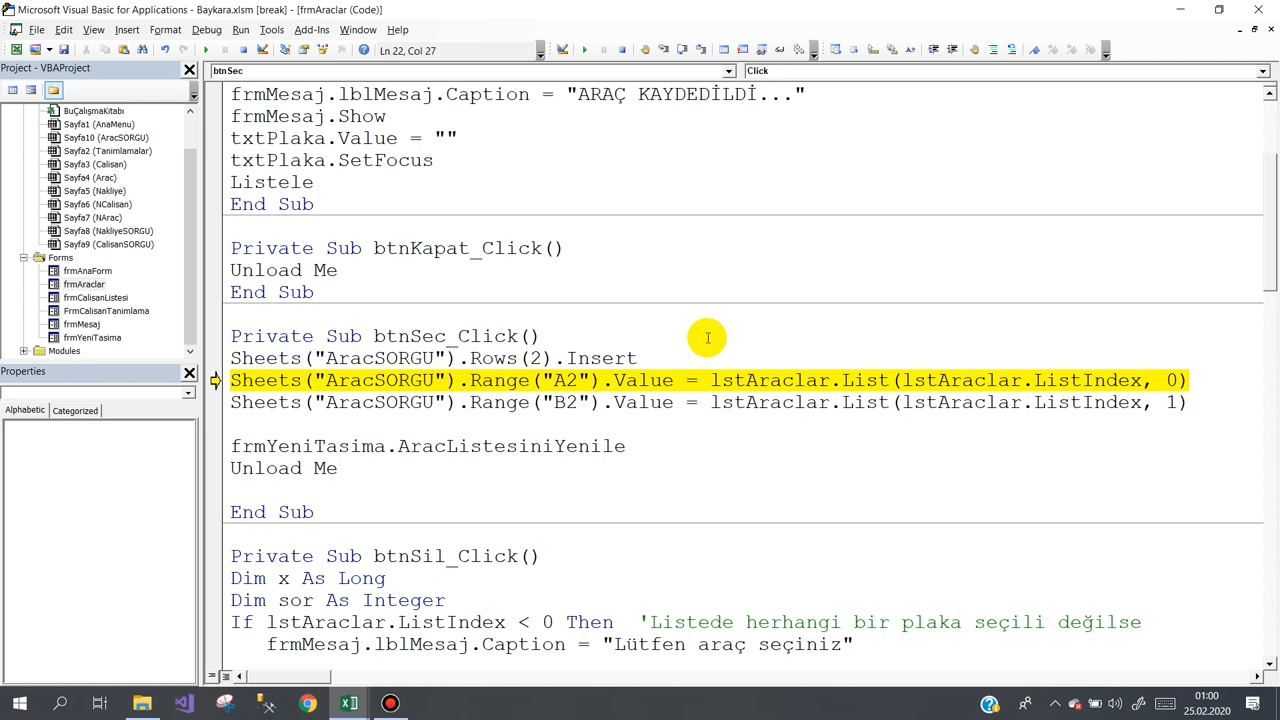 Microsoft Visual Basic for Applications - Baykara.xlsm [break] - [frmAraclar (Code)]
File Edit View Insert Format Debug Run Tools Add-Ins Window Help
Ln 22, Col 27
Project - VBAProject
btnSec
Click
BuÇalışmaKitabı
Sayfa1 (AnaMenu)
Sayfa10 (AracSORGU)
Sayfa2 (Tanimlamalar)
Sayfa3 (Calisan)
Sayfa4 (Arac)
Sayfa5 (Nakliye)
Sayfa6 (NCalisan)
Sayfa7 (NArac)
Sayfa8 (NakliyeSORGU)
Sayfa9 (CalisanSORGU)
Forms
frmAnaForm
frmAraclar
frmCalisanListesi
FrmCalisanTanimlama
frmMesaj
frmYeniTasima
Modules
Properties
Alphabetic Categorized
frmMesaj.lblMesaj.Caption = "ARAÇ KAYDEDİLDİ..."
frmMesaj.Show
txtPlaka.Value = ""
txtPlaka.SetFocus
Listele
End Sub
Private Sub btnKapat_Click()
Unload Me
End Sub
Private Sub btnSec_Click()
Sheets("AracSORGU").Rows(2).Insert
Sheets("AracSORGU").Range("A2").Value = lstAraclar.List(lstAraclar.ListIndex, 0)
Sheets("AracSORGU").Range("B2").Value = lstAraclar.List(lstAraclar.ListIndex, 1)
frmYeniTasima.AracListesiniYenile
Unload Me
End Sub
Private Sub btnSil_Click()
Dim x As Long
Dim sor As Integer
If lstAraclar.ListIndex < 0 Then 'Listede herhangi bir plaka seçili değilse
frmMesaj.lblMesaj.Caption = "Lütfen araç seçiniz"
01:00
25.02.2020